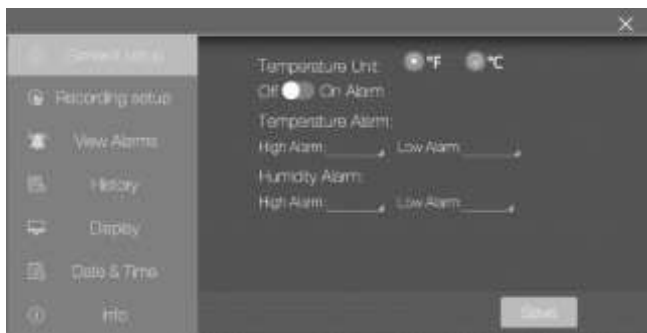 General setup
Recording setup
View Alarms
History
Display
Date & Time
Info
Temperature Unit: °F °C
Off On Alarm
Temperature Alarm:
High Alarm: Low Alarm:
Humidity Alarm:
High Alarm: Low Alarm:
Save